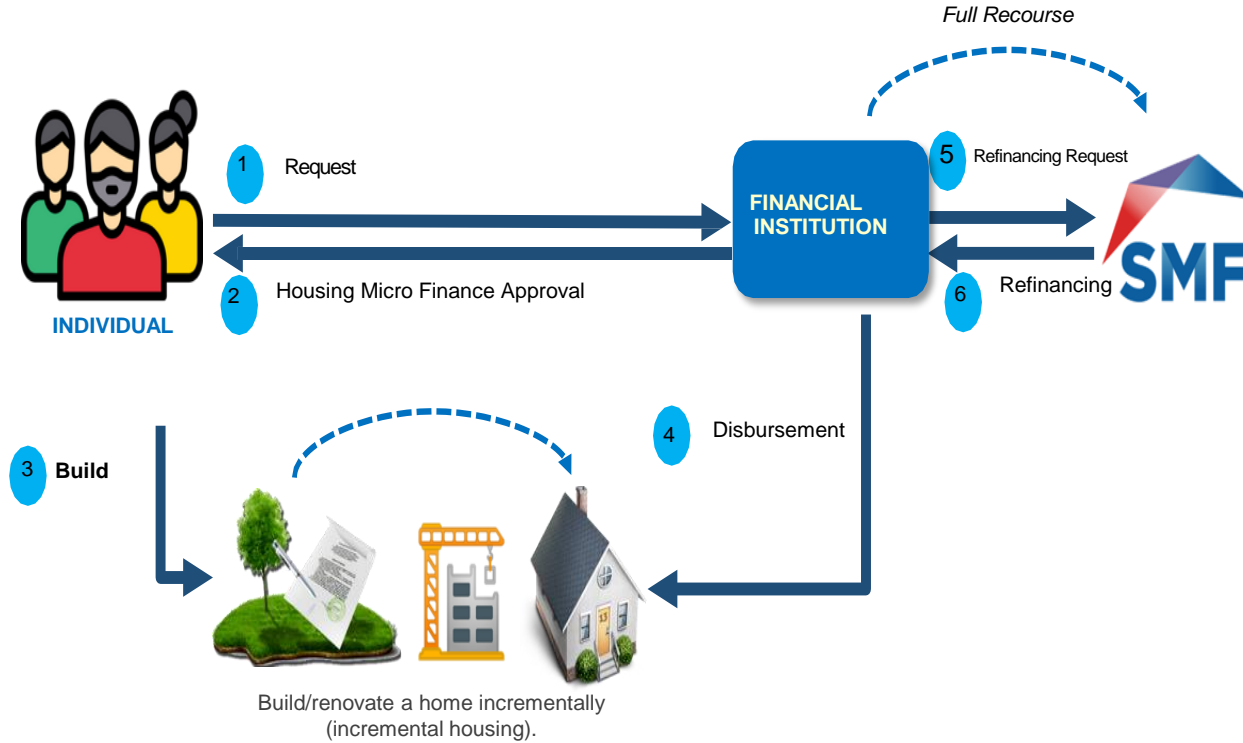 Full Recourse
1
Request
5
Refinancing Request
FINANCIAL
INSTITUTION
SMF
2
Housing Micro Finance Approval
6
Refinancing
INDIVIDUAL
4
Disbursement
3
Build
13
Build/renovate a home incrementally
(incremental housing).